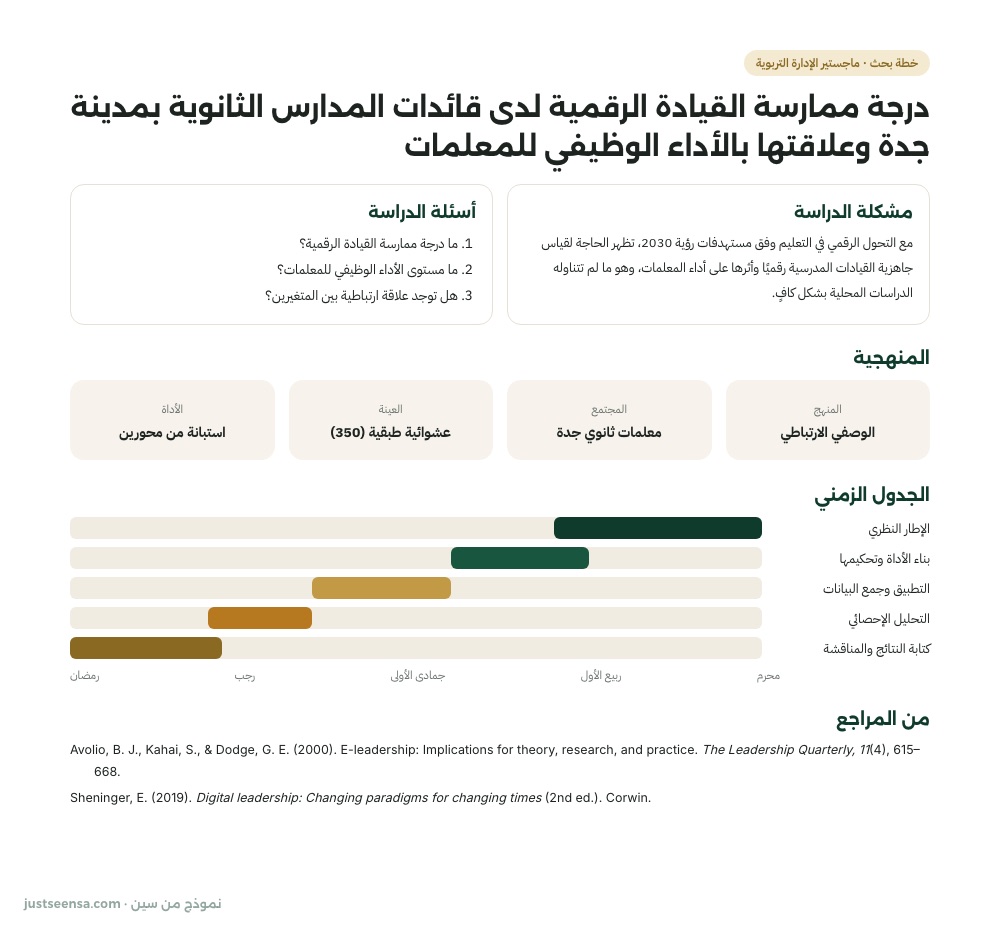 خطة بحث · ماجستير الإدارة التربوية
درجة ممارسة القيادة الرقمية لدى قائدات المدارس الثانوية بمدينة
جدة وعلاقتها بالأداء الوظيفي للمعلمات
مشكلة الدراسة
مع التحول الرقمي في التعليم وفق مستهدفات رؤية 2030، تظهر الحاجة لقياس
جاهزية القيادات المدرسية رقميًا وأثرها على أداء المعلمات، وهو ما لم تتناوله
الدراسات المحلية بشكل كافٍ.
أسئلة الدراسة
1. ما درجة ممارسة القيادة الرقمية؟
2. ما مستوى الأداء الوظيفي للمعلمات؟
3. هل توجد علاقة ارتباطية بين المتغيرين؟
المنهجية
المنهج
الوصفي الارتباطي
المجتمع
معلمات ثانوي جدة
العينة
عشوائية طبقية (350)
الأداة
استبانة من محورين
الجدول الزمني
الإطار النظري
بناء الأداة وتحكيمها
التطبيق وجمع البيانات
التحليل الإحصائي
كتابة النتائج والمناقشة
محرم
ربيع الأول
جمادى الأولى
رجب
رمضان
من المراجع
Avolio, B. J., Kahai, S., & Dodge, G. E. (2000). E-leadership: Implications for theory, research, and practice. The Leadership Quarterly, 11(4), 615–
668.
Sheninger, E. (2019). Digital leadership: Changing paradigms for changing times (2nd ed.). Corwin.
نموذج من سين · justseensa.com